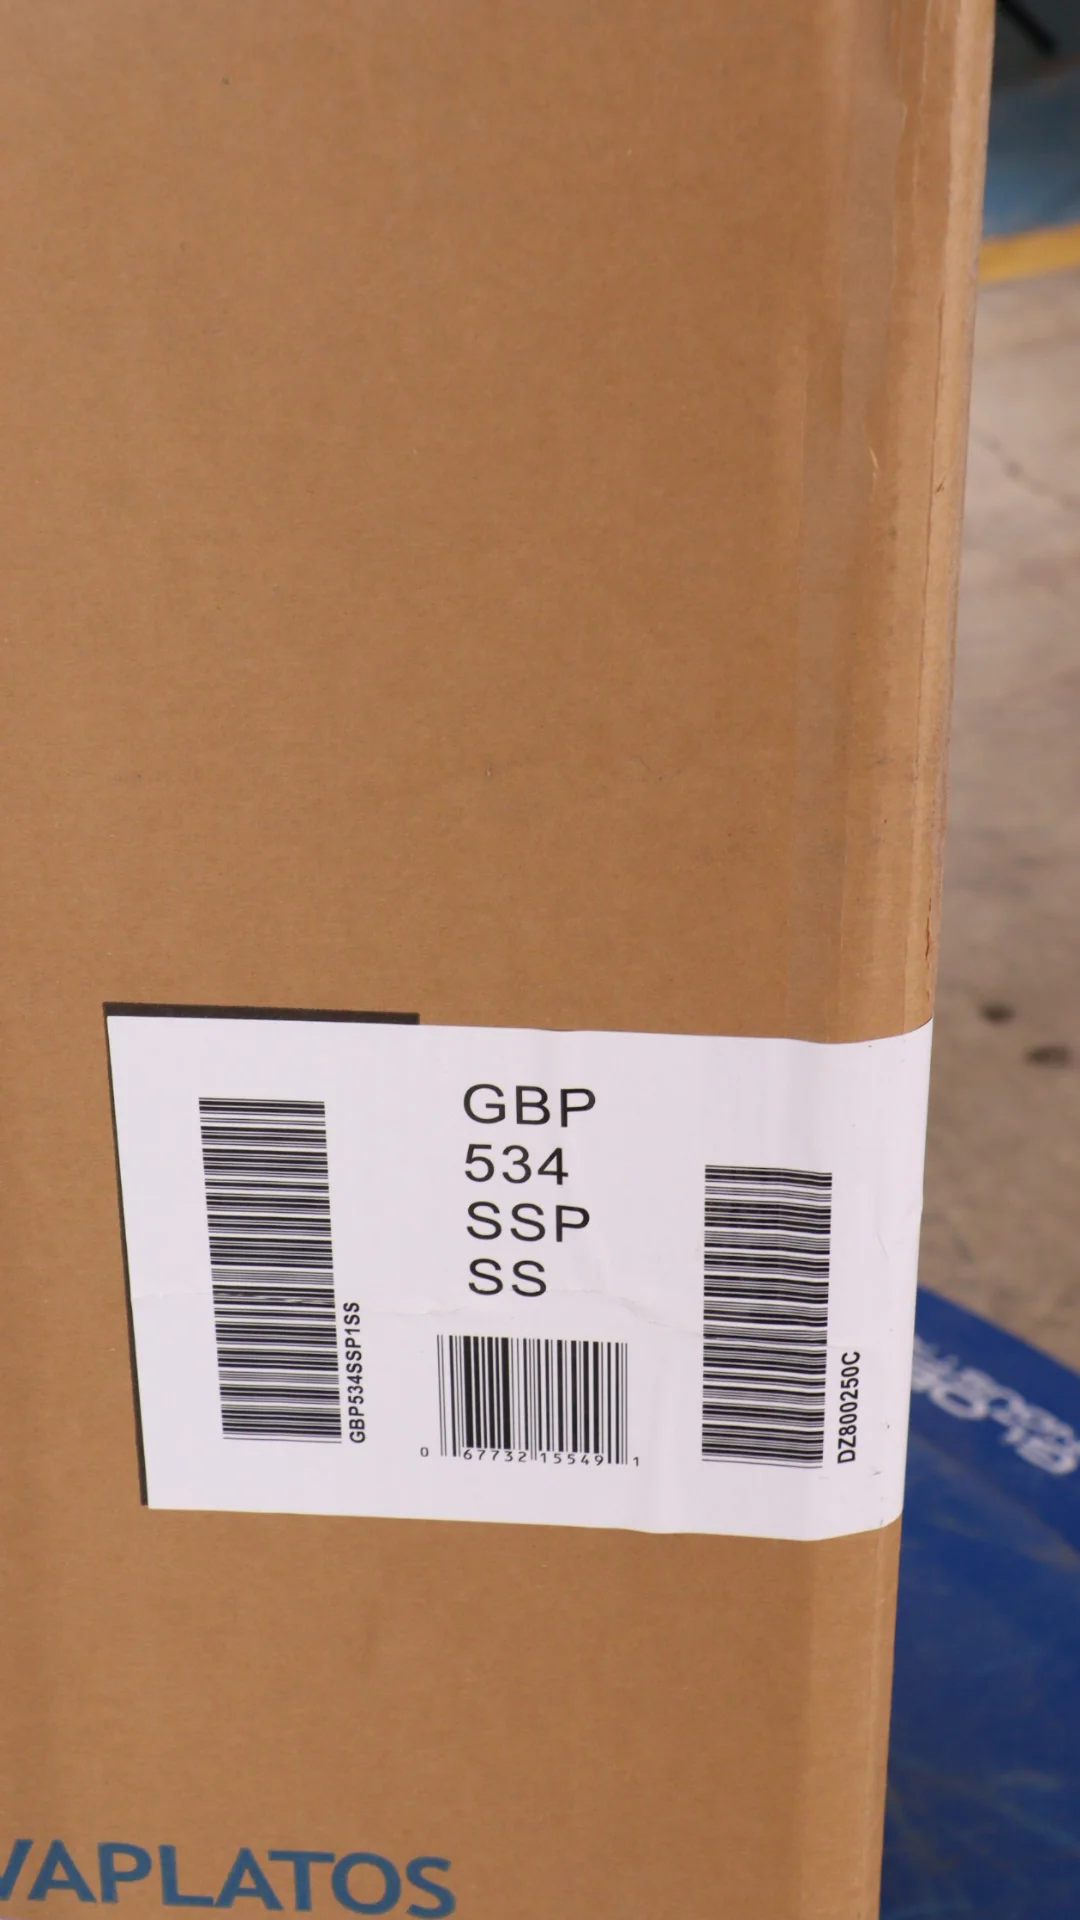 GBP
534
SSP
SS
GBP534SSP1SS
0 67732 15549 1
DZ800250C
VAPLATOS